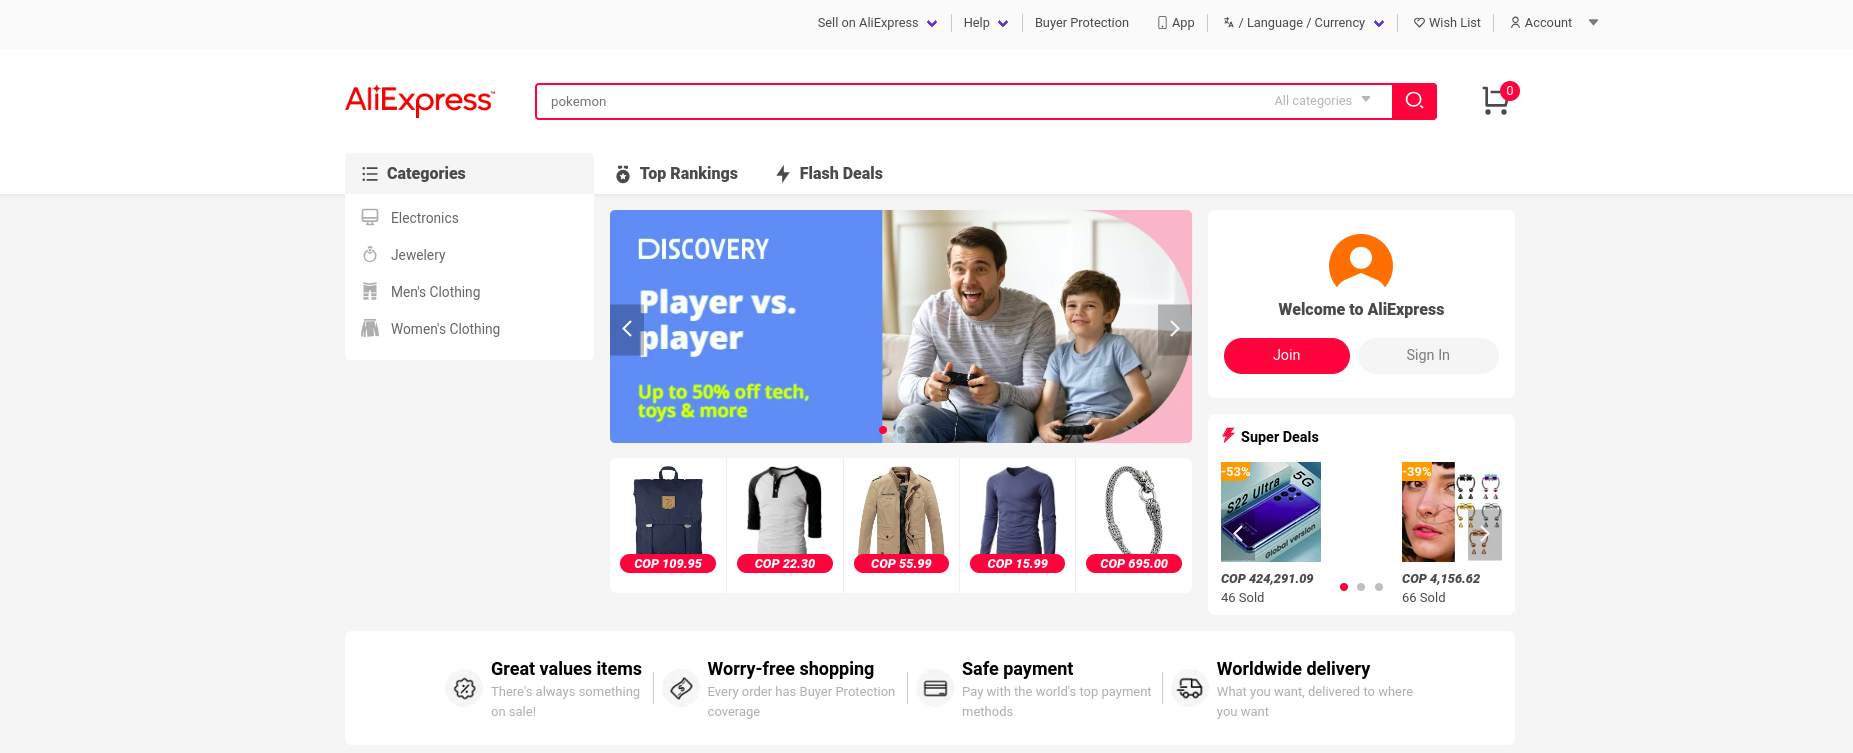 Sell on AliExpress
Help
Buyer Protection
App
/ Language / Currency
Wish List
Account
AliExpress™
pokemon
All categories
0
Categories
Top Rankings
Flash Deals
Electronics
Jewelery
Men's Clothing
Women's Clothing
DISCOVERY
Player vs.
player
Up to 50% off tech,
toys & more
Welcome to AliExpress
Join
Sign In
COP 109.95
COP 22.30
COP 55.99
COP 15.99
COP 695.00
Super Deals
-53%
S22 Ultra
5G
Global version
COP 424,291.09
46 Sold
-39%
COP 4,156.62
66 Sold
Great values items
There's always something
on sale!
Worry-free shopping
Every order has Buyer Protection
coverage
Safe payment
Pay with the world's top payment
methods
Worldwide delivery
What you want, delivered to where
you want